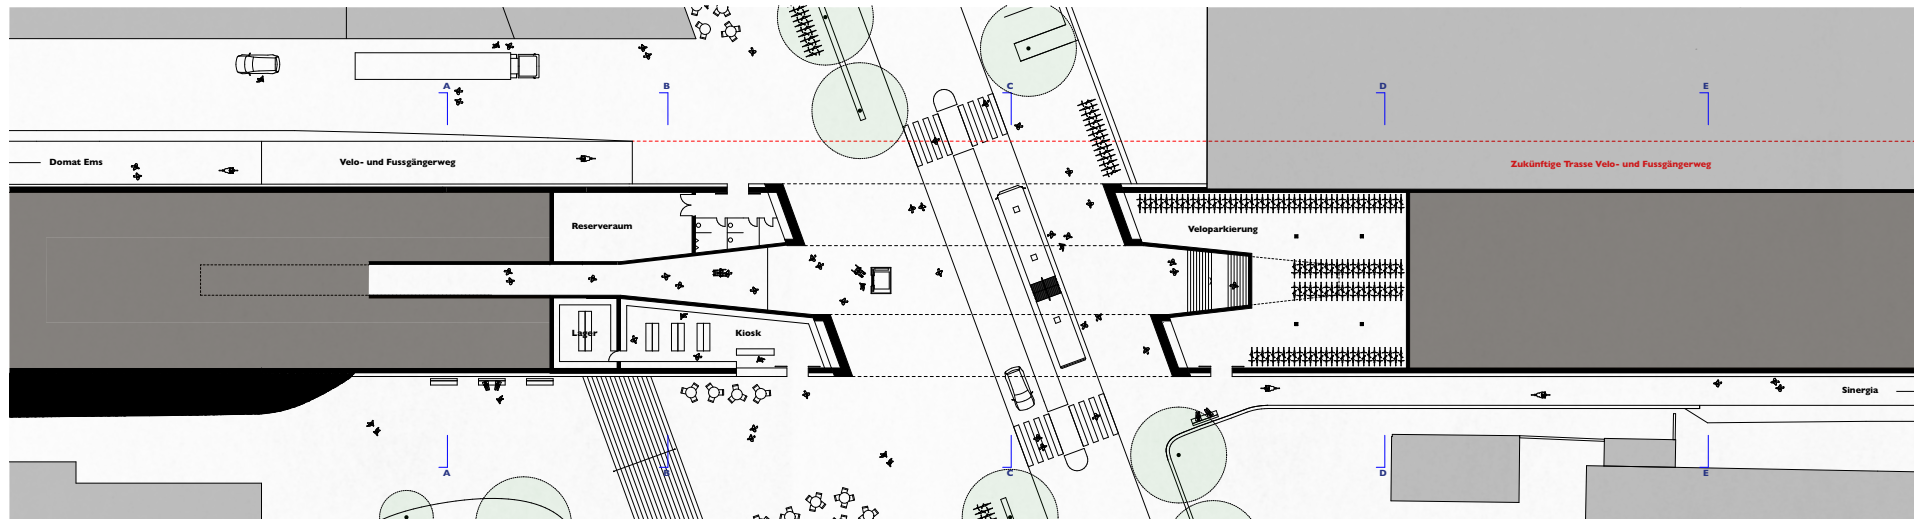 A
B
C
D
E
Domat Ems
Velo- und Fussgängerweg
Zukünftige Trasse Velo- und Fussgängerweg
Reserveraum
Veloparkierung
Lager
Kiosk
Sinergia
A
B
C
D
E